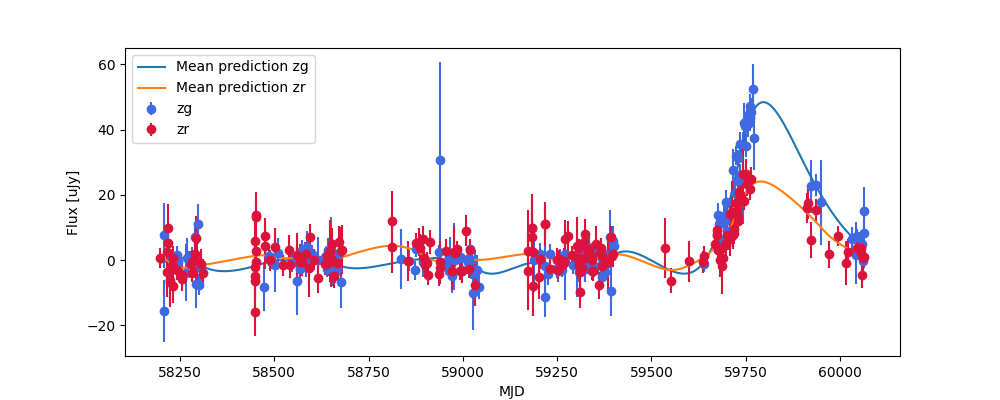 Mean prediction zg
Mean prediction zr
zg
zr
60
40
20
0
−20
Flux [uJy]
58250 58500 58750 59000 59250 59500 59750 60000
MJD